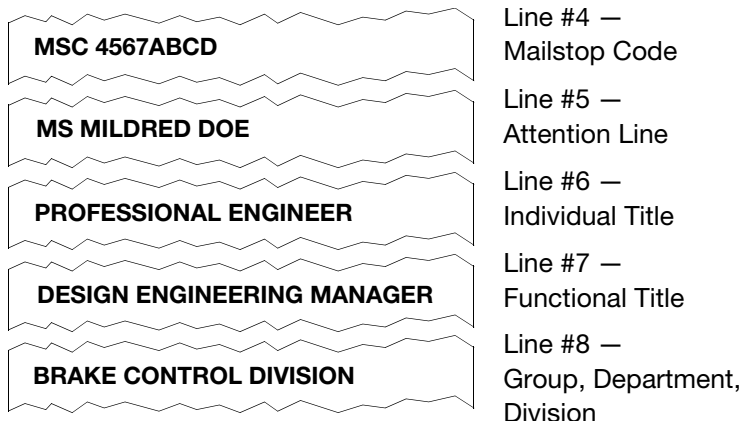 MSC 4567ABCD
Line #4 —
Mailstop Code
MS MILDRED DOE
Line #5 —
Attention Line
PROFESSIONAL ENGINEER
Line #6 —
Individual Title
DESIGN ENGINEERING MANAGER
Line #7 —
Functional Title
BRAKE CONTROL DIVISION
Line #8 —
Group, Department,
Division